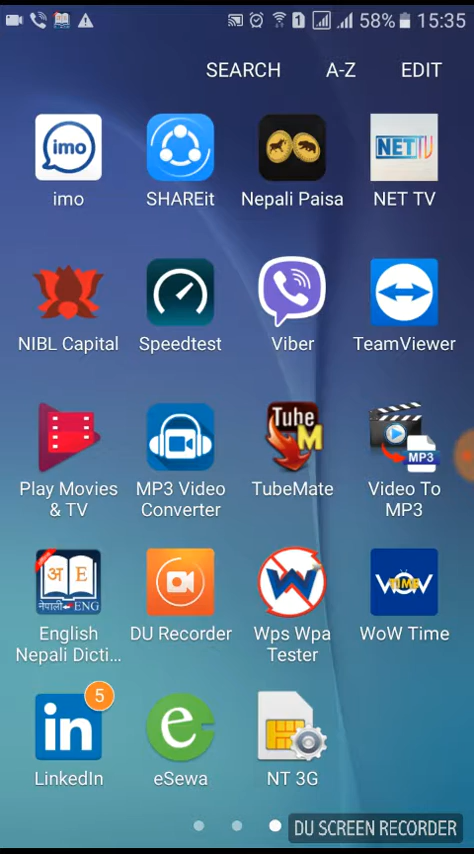 58% 15:35
SEARCH A-Z EDIT
imo
imo SHAREit Nepali Paisa NET TV
NET TV
NIBL Capital Speedtest Viber TeamViewer
Tube
M
MP3
Play Movies & TV
MP3 Video Converter
TubeMate
Video To MP3
अ E
नेपाली ENG
W
WOW
TIME
English Nepali Dicti...
DU Recorder
Wps Wpa Tester
WoW Time
5
in
e
LinkedIn eSewa NT 3G
DU SCREEN RECORDER